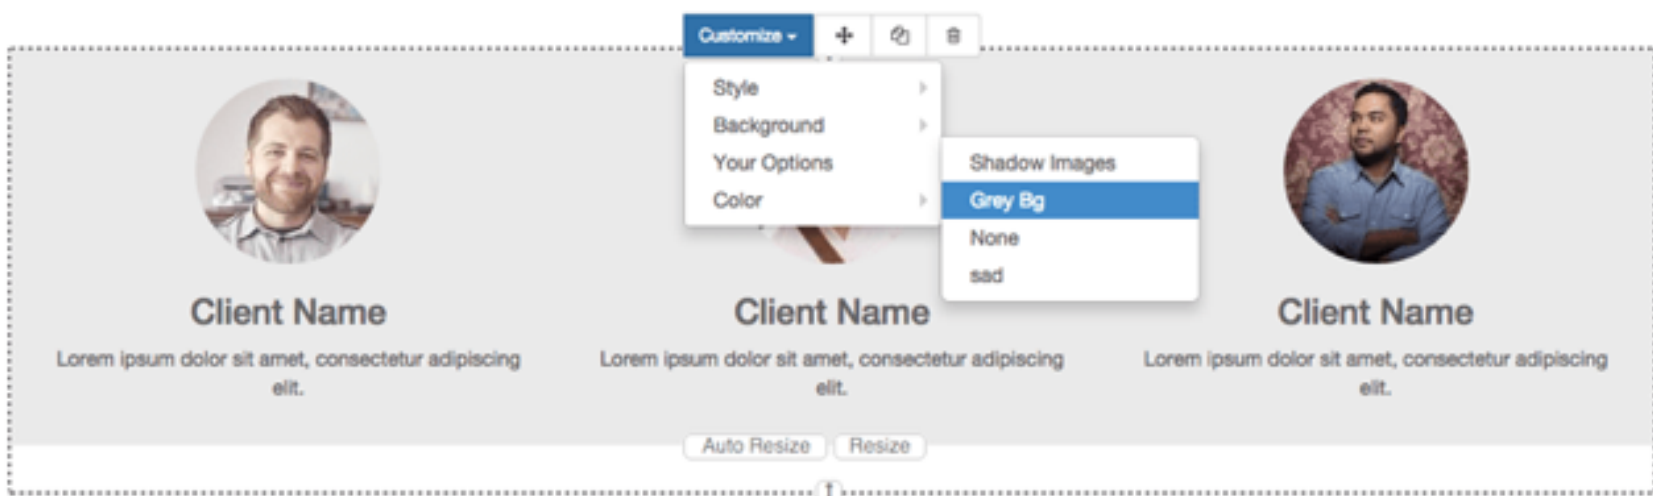 Customize
Style
Background
Your Options
Color
Shadow Images
Grey Bg
None
sad
Client Name
Lorem ipsum dolor sit amet, consectetur adipiscing
elit.
Client Name
Lorem ipsum dolor sit amet, consectetur adipiscing
elit.
Client Name
Lorem ipsum dolor sit amet, consectetur adipiscing
elit.
Auto Resize
Resize